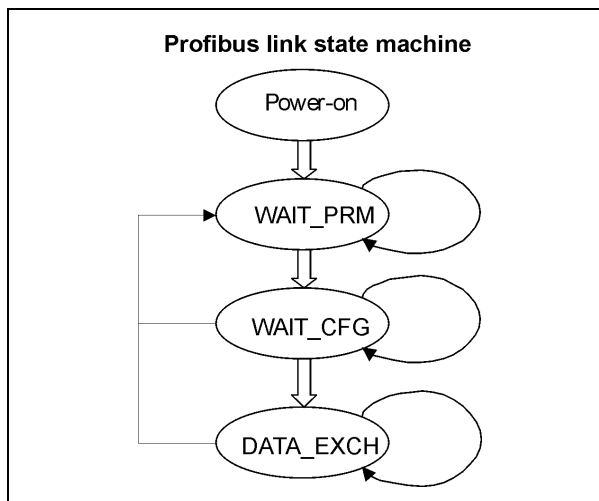 Profibus link state machine
Power-on
WAIT_PRM
WAIT_CFG
DATA_EXCH